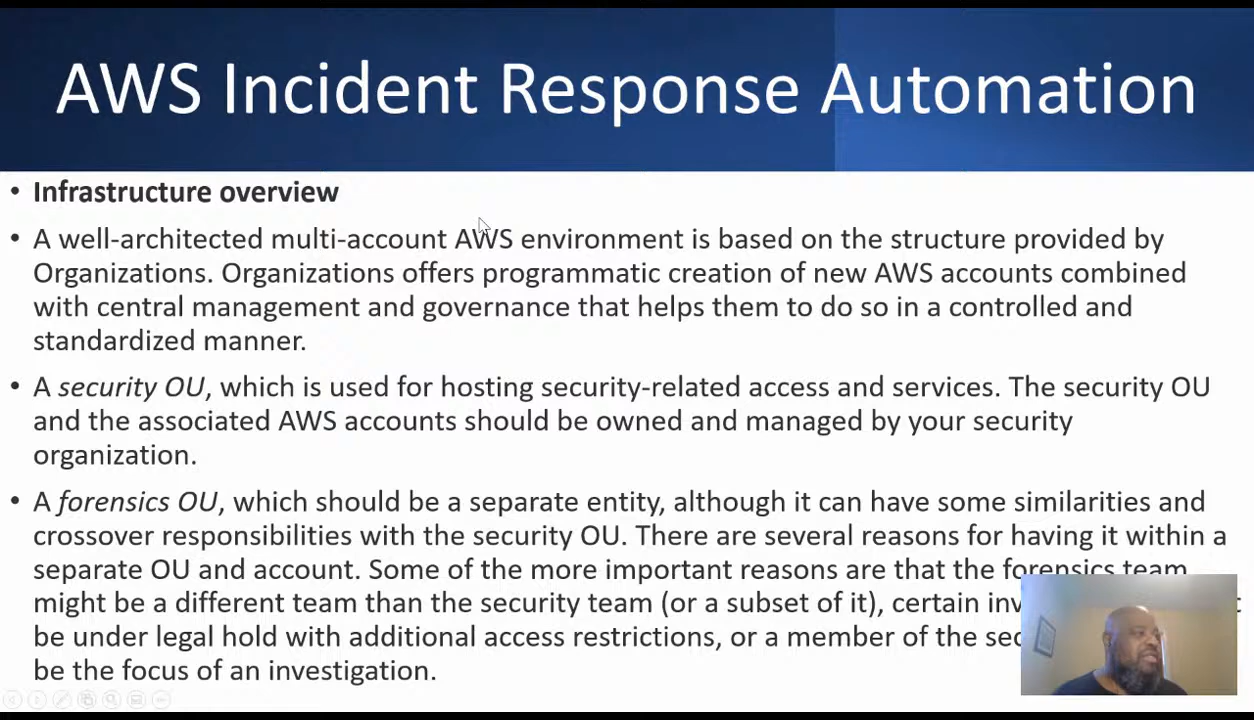 AWS Incident Response Automation
• Infrastructure overview
• A well-architected multi-account AWS environment is based on the structure provided by
Organizations. Organizations offers programmatic creation of new AWS accounts combined
with central management and governance that helps them to do so in a controlled and
standardized manner.
• A security OU, which is used for hosting security-related access and services. The security OU
and the associated AWS accounts should be owned and managed by your security
organization.
• A forensics OU, which should be a separate entity, although it can have some similarities and
crossover responsibilities with the security OU. There are several reasons for having it within a
separate OU and account. Some of the more important reasons are that the forensics team
might be a different team than the security team (or a subset of it), certain
be under legal hold with additional access restrictions, or a member of the
be the focus of an investigation.